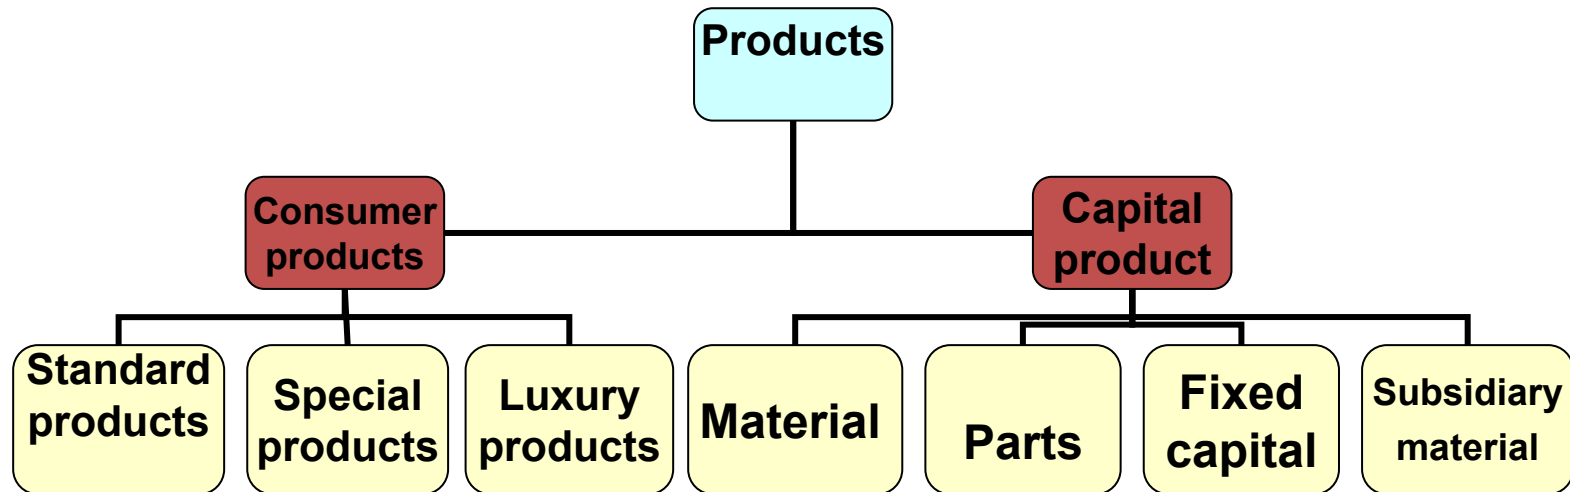 Products
Consumer
products
Capital
product
Standard
products
Special
products
Luxury
products
Material
Parts
Fixed
capital
Subsidiary
material